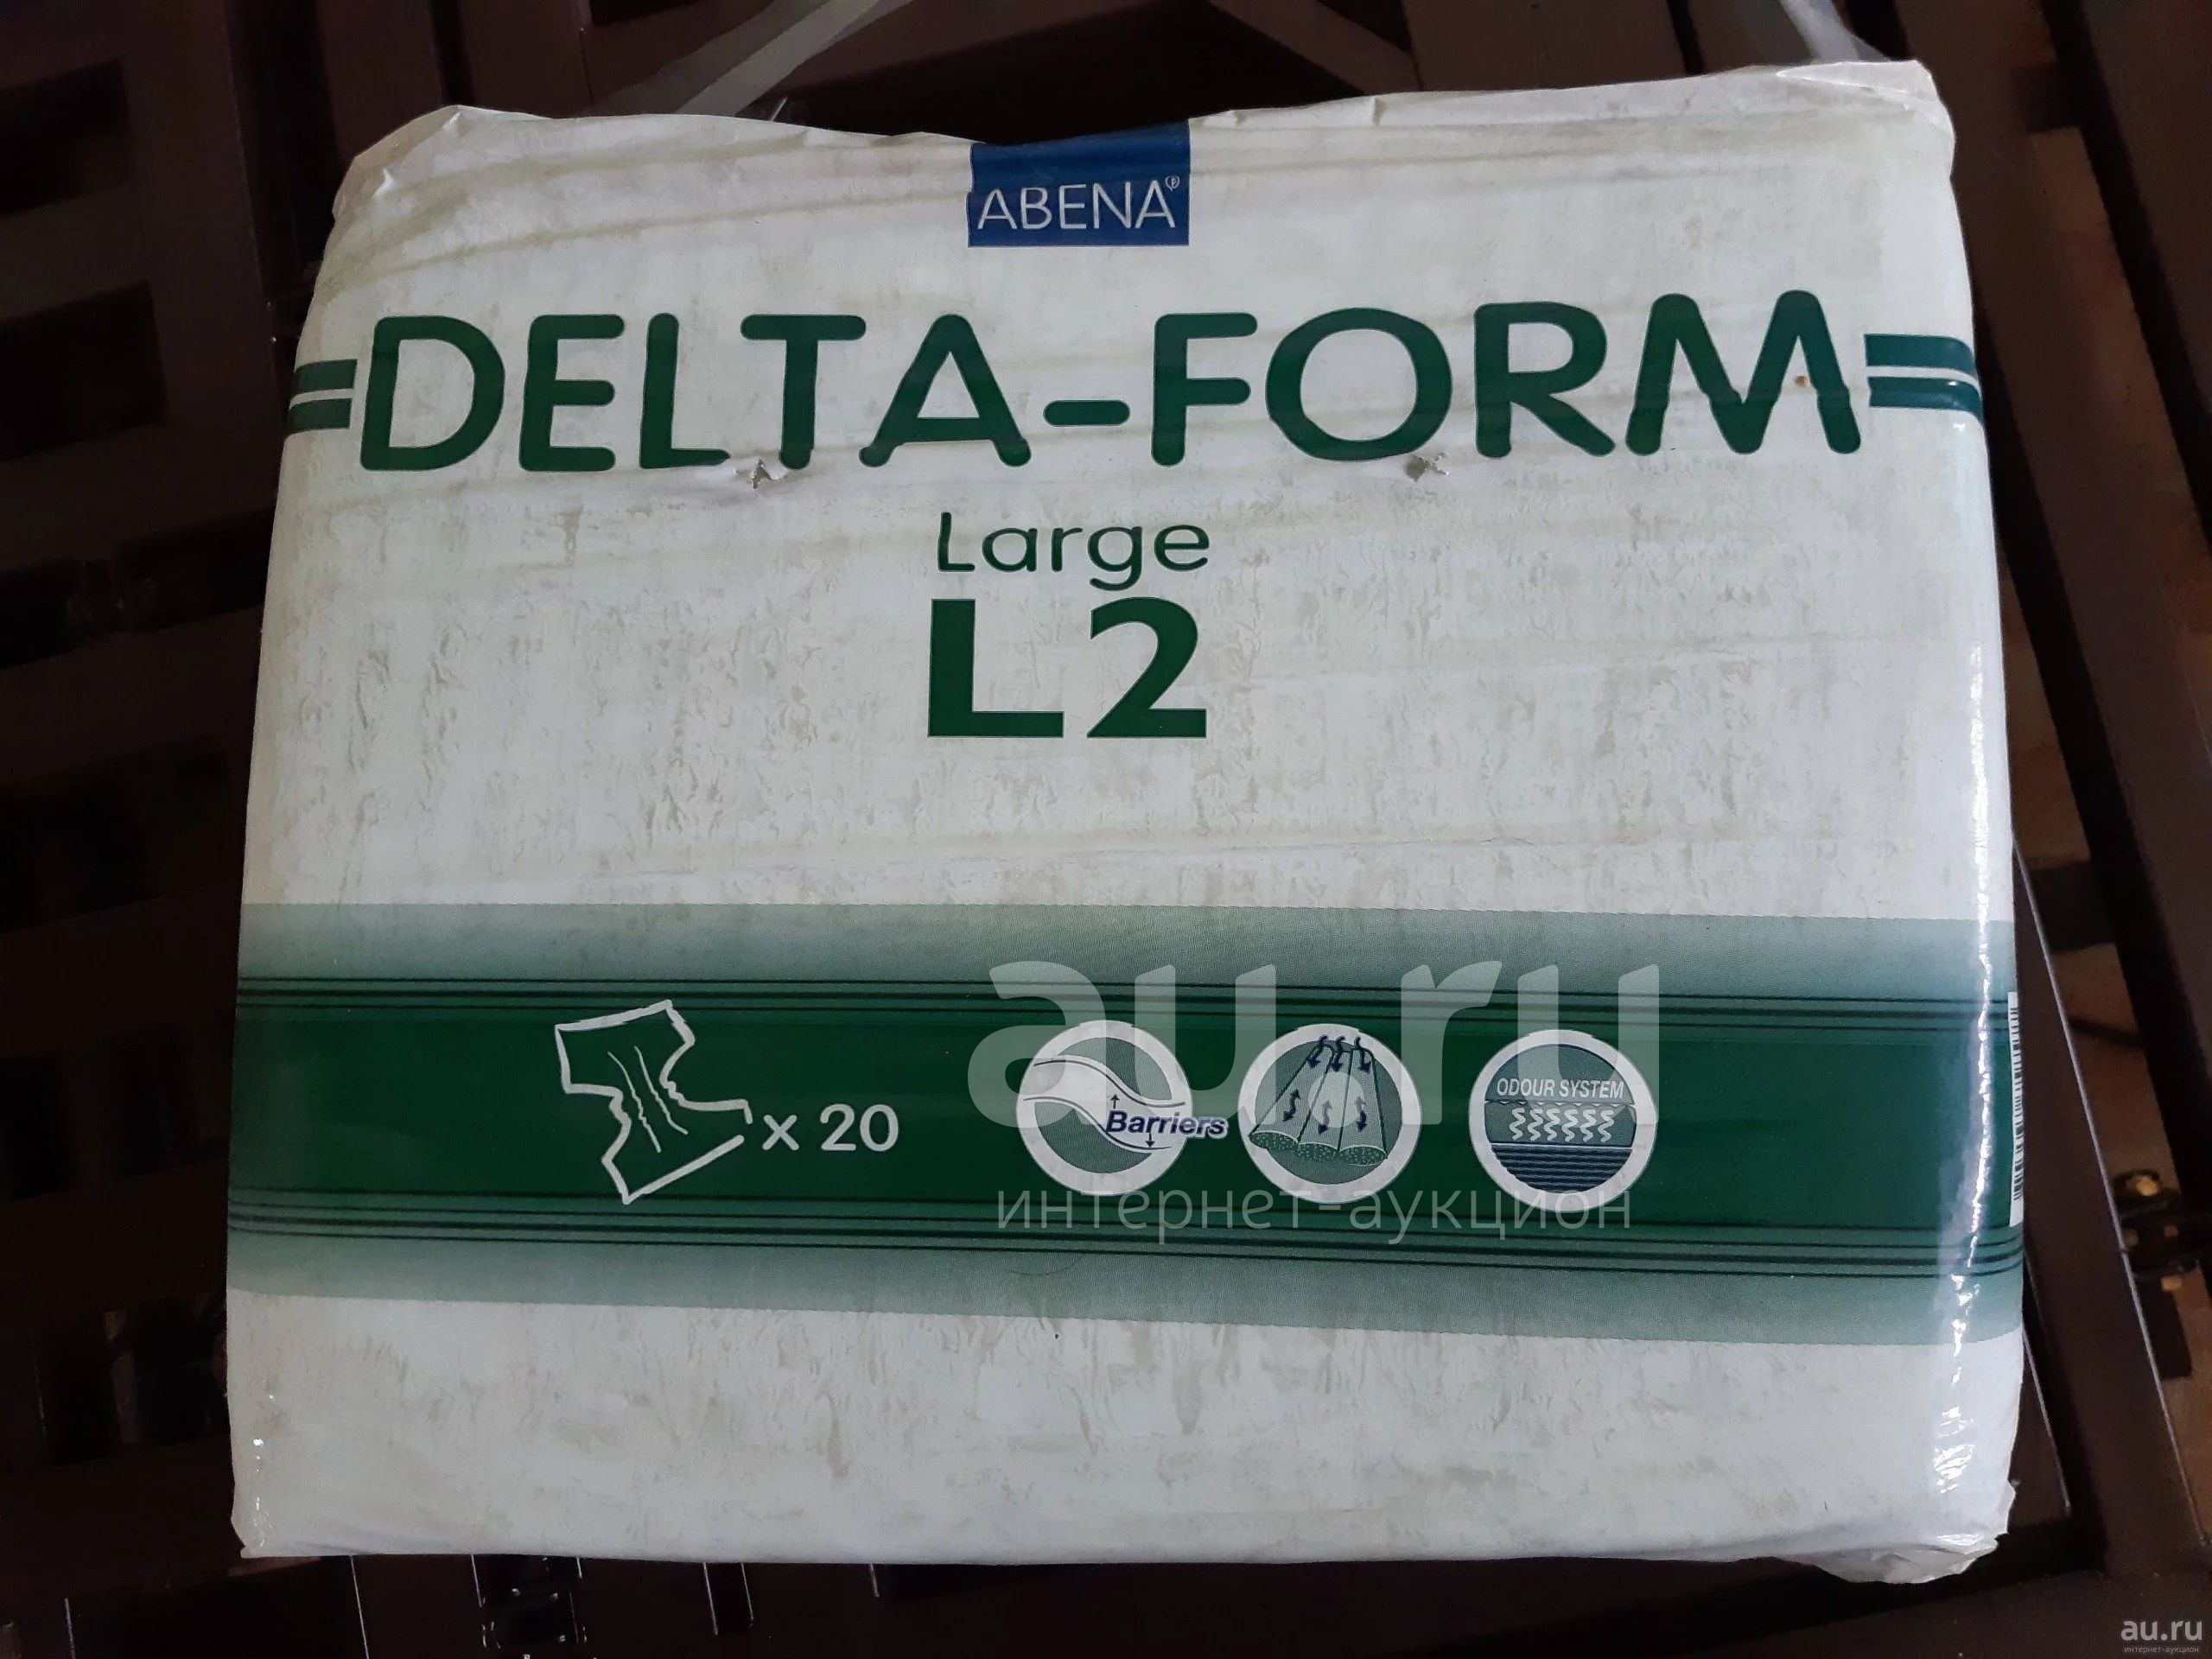 ABENA®
DELTA-FORM
Large
L2
x 20
Barriers
ODOUR SYSTEM
au.ru
интернет-аукцион
au.ru
интернет-аукцион